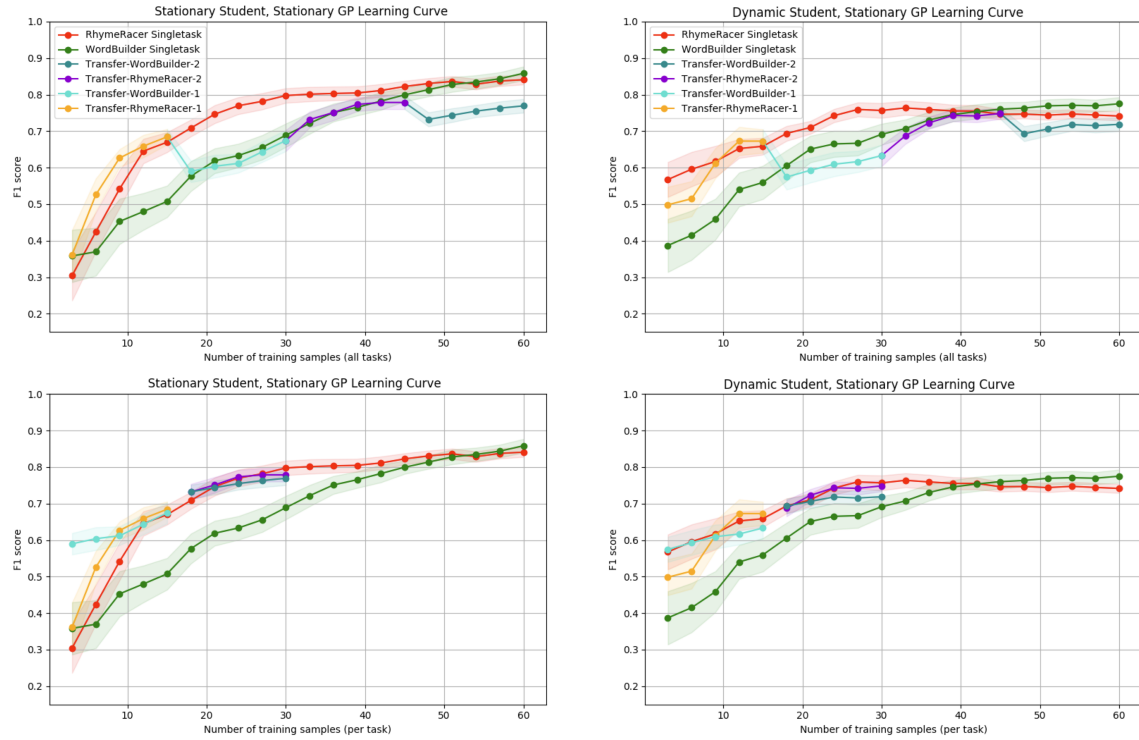 Stationary Student, Stationary GP Learning Curve
1.0
0.9
0.8
0.7
0.6
0.5
0.4
0.3
0.2
F1 score
RhymeRacer Singletask
WordBuilder Singletask
Transfer-WordBuilder-2
Transfer-RhymeRacer-2
Transfer-WordBuilder-1
Transfer-RhymeRacer-1
10 20 30 40 50 60
Number of training samples (all tasks)
Dynamic Student, Stationary GP Learning Curve
1.0
0.9
0.8
0.7
0.6
0.5
0.4
0.3
0.2
F1 score
RhymeRacer Singletask
WordBuilder Singletask
Transfer-WordBuilder-2
Transfer-RhymeRacer-2
Transfer-WordBuilder-1
Transfer-RhymeRacer-1
10 20 30 40 50 60
Number of training samples (all tasks)
Stationary Student, Stationary GP Learning Curve
1.0
0.9
0.8
0.7
0.6
0.5
0.4
0.3
0.2
F1 score
10 20 30 40 50 60
Number of training samples (per task)
Dynamic Student, Stationary GP Learning Curve
1.0
0.9
0.8
0.7
0.6
0.5
0.4
0.3
0.2
F1 score
10 20 30 40 50 60
Number of training samples (per task)